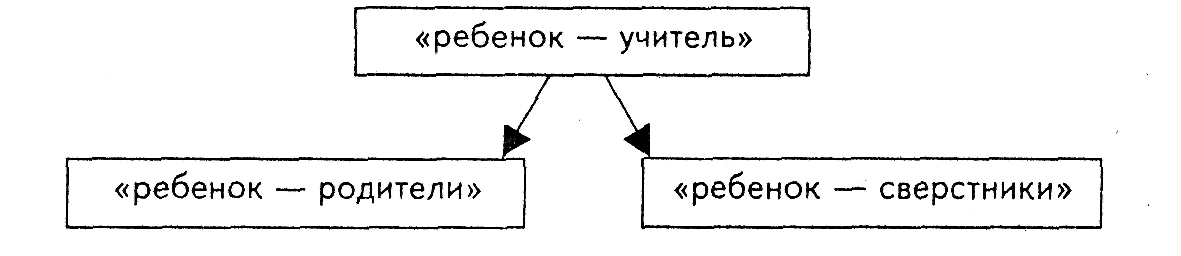 «ребенок — учитель»
«ребенок — родители»
«ребенок — сверстники»